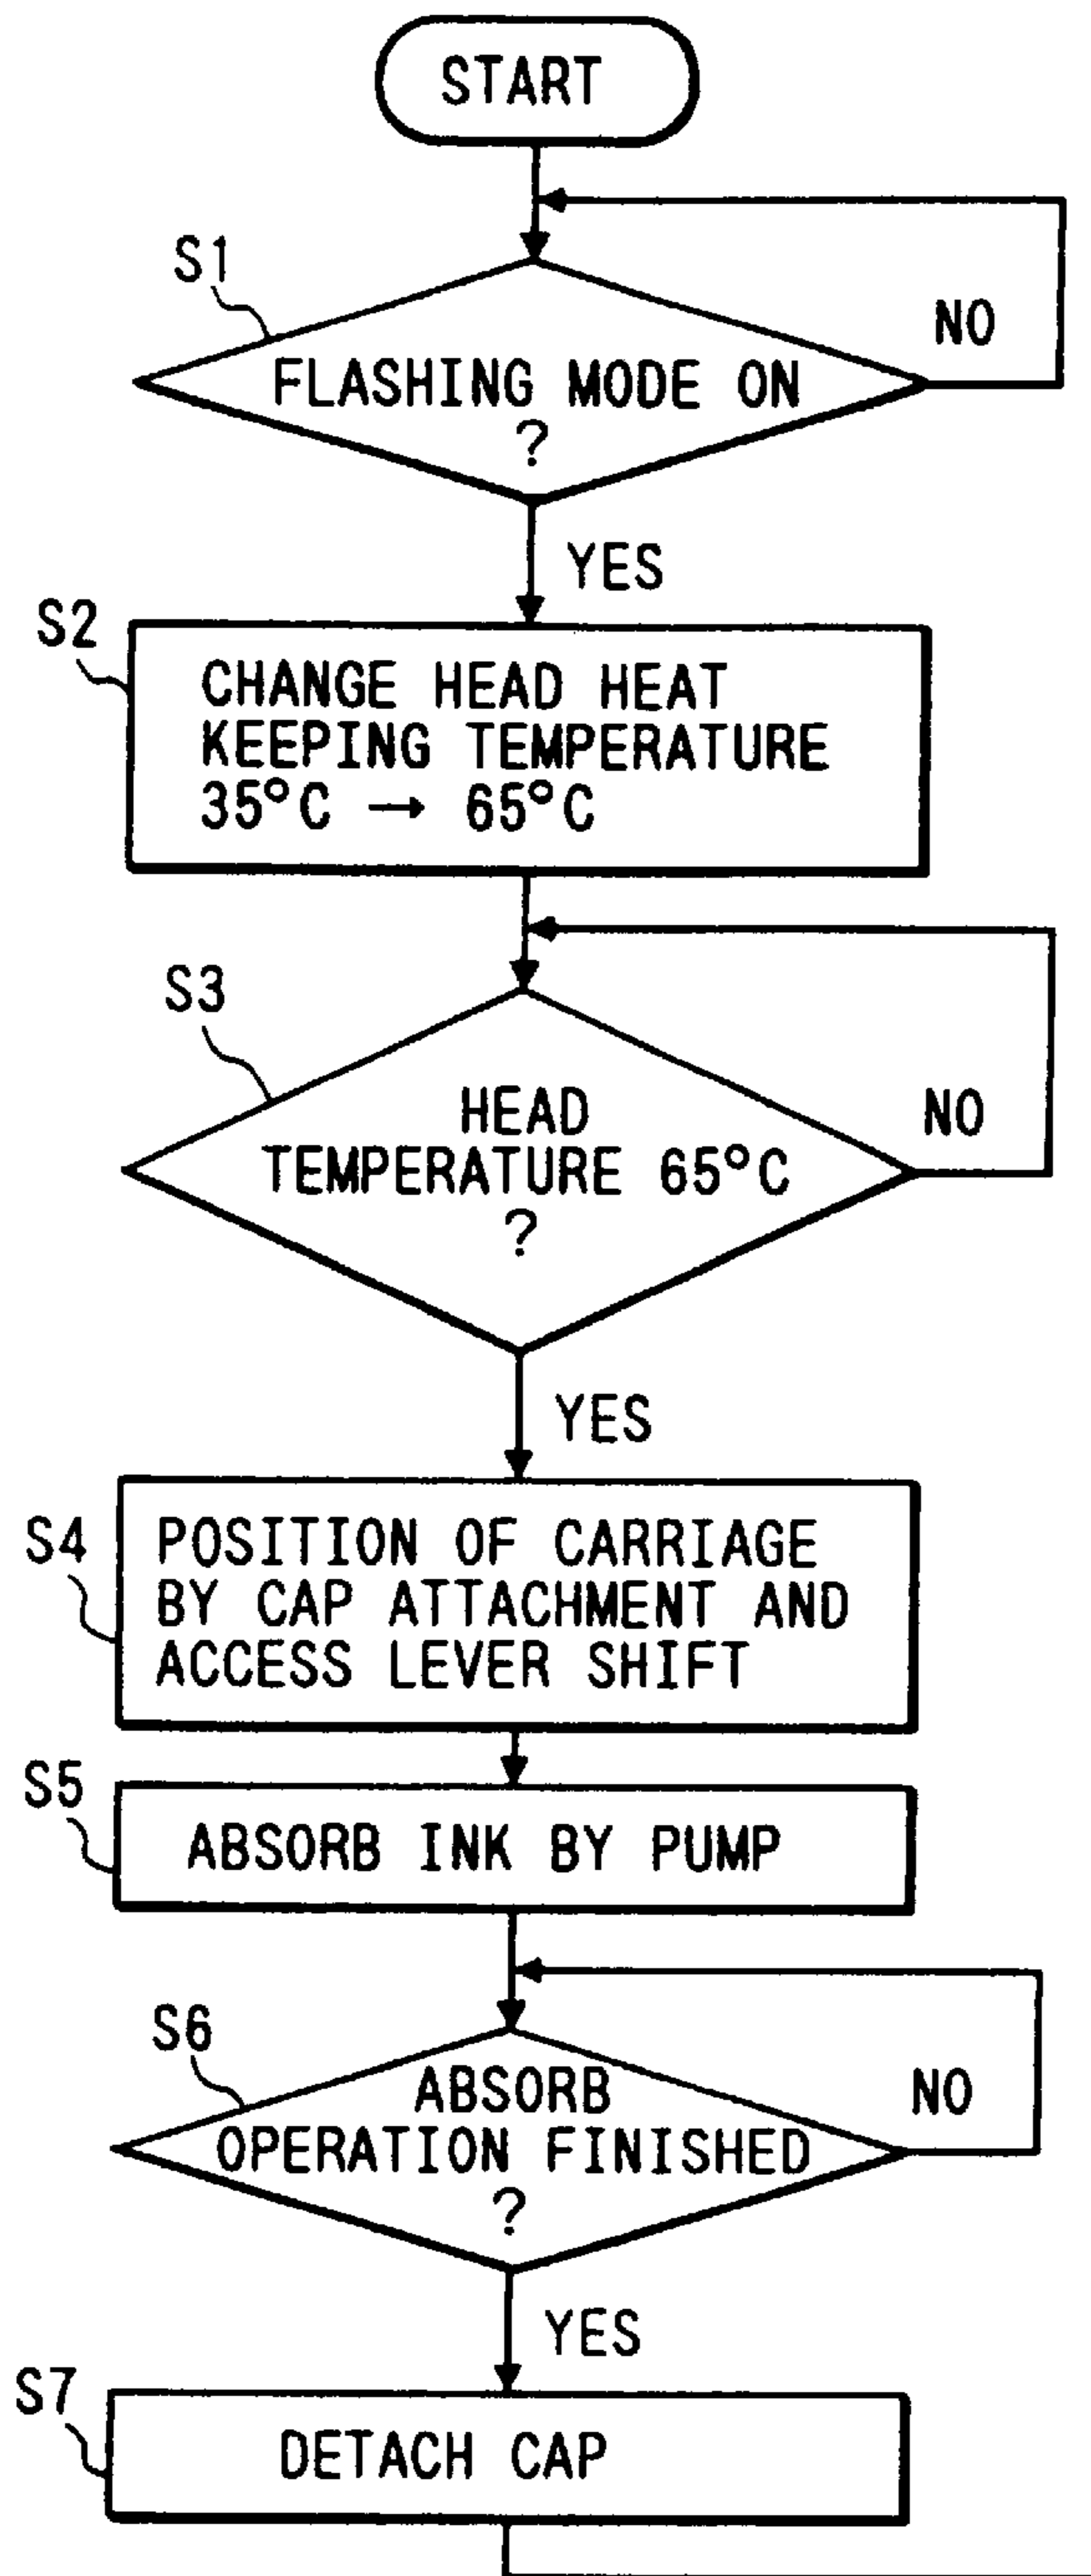 START
S1
NO
FLASHING MODE ON
?
YES
S2
CHANGE HEAD HEAT
KEEPING TEMPERATURE
35°C → 65°C
S3
HEAD
NO
TEMPERATURE 65°C
?
YES
S4
POSITION OF CARRIAGE
BY CAP ATTACHMENT AND
ACCESS LEVER SHIFT
S5
ABSORB INK BY PUMP
S6
ABSORB
NO
OPERATION FINISHED
?
YES
S7
DETACH CAP